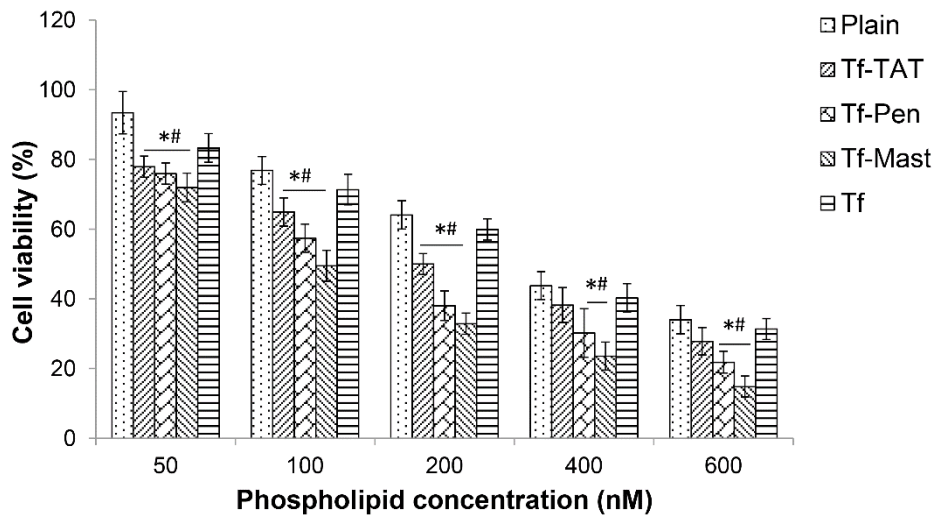 120
100
80
60
40
20
0
Cell viability (%)
*#
*#
*#
*#
*#
50 100 200 400 600
Phospholipid concentration (nM)
Plain
Tf-TAT
Tf-Pen
Tf-Mast
Tf